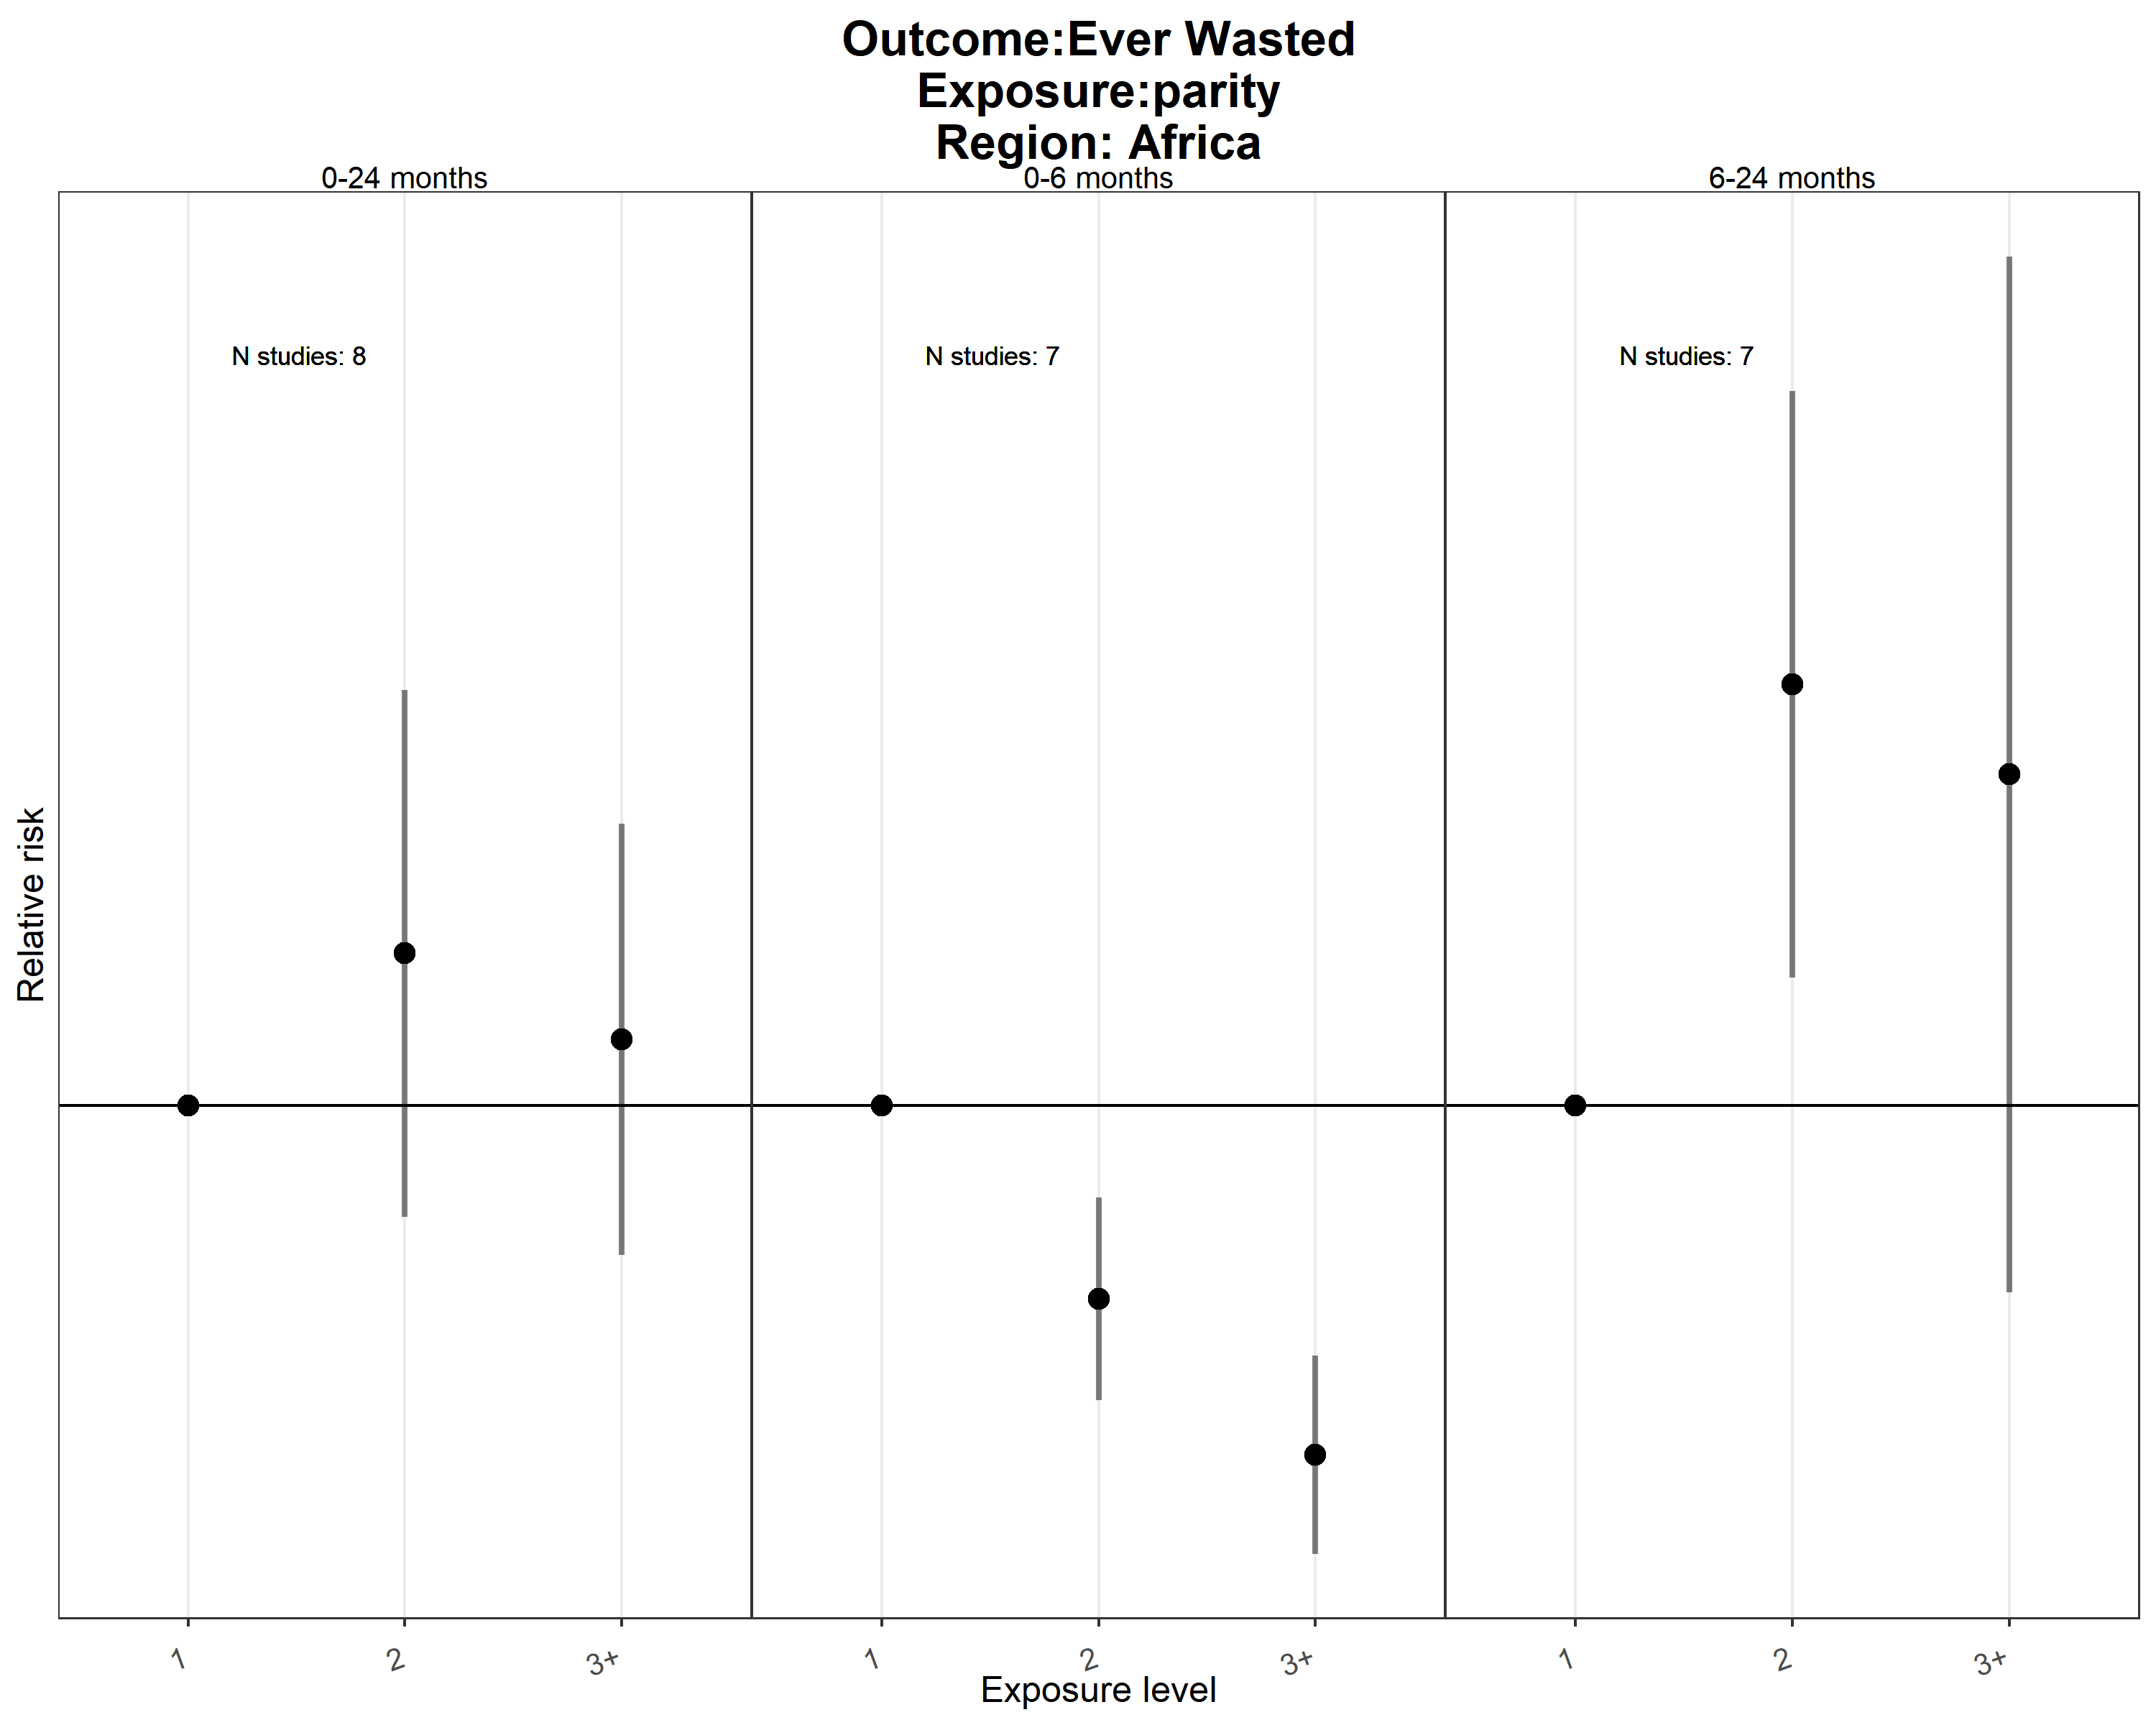 Outcome:Ever Wasted
Exposure:parity
Region: Africa
0-24 months
0-6 months
6-24 months
N studies: 8
N studies: 7
N studies: 7
Relative risk
1
2
3+
1
2
3+
1
2
3+
Exposure level